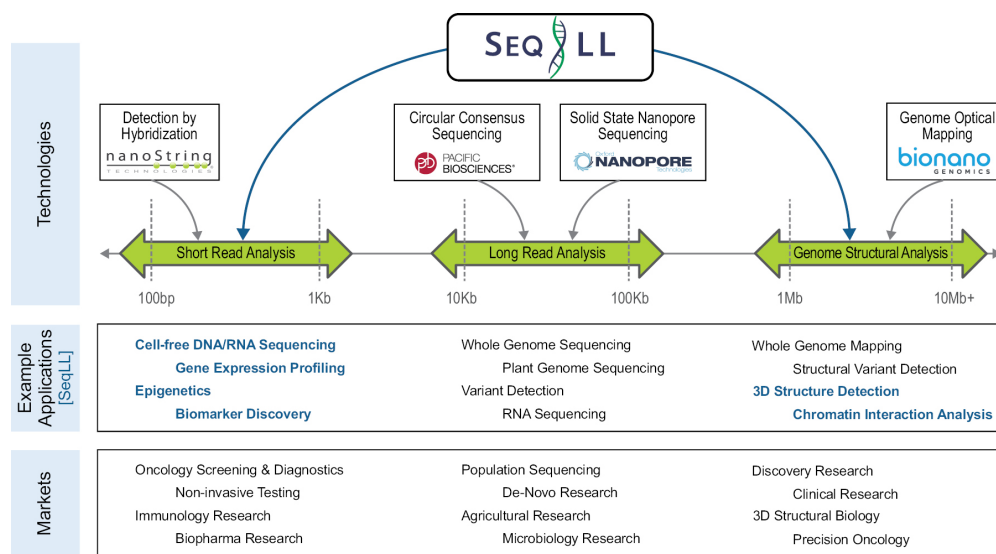 SEQ LL
Technologies
Detection by
Hybridization
nanoString
TECHNOLOGIES
Circular Consensus
Sequencing
PACIFIC
BIOSCIENCES®
Solid State Nanopore
Sequencing
Oxford
NANOPORE
Technologies
Genome Optical
Mapping
bionano
GENOMICS
Short Read Analysis
Long Read Analysis
Genome Structural Analysis
100bp
1Kb
10Kb
100Kb
1Mb
10Mb+
Example
Applications
[SeqLL]
Cell-free DNA/RNA Sequencing
Gene Expression Profiling
Epigenetics
Biomarker Discovery
Whole Genome Sequencing
Plant Genome Sequencing
Variant Detection
RNA Sequencing
Whole Genome Mapping
Structural Variant Detection
3D Structure Detection
Chromatin Interaction Analysis
Markets
Oncology Screening & Diagnostics
Non-invasive Testing
Immunology Research
Biopharma Research
Population Sequencing
De-Novo Research
Agricultural Research
Microbiology Research
Discovery Research
Clinical Research
3D Structural Biology
Precision Oncology